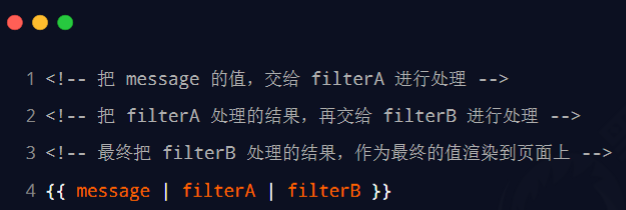 1 <!-- 把 message 的值，交给 filterA 进行处理 -->
2 <!-- 把 filterA 处理的结果，再交给 filterB 进行处理 -->
3 <!-- 最终把 filterB 处理的结果，作为最终的值渲染到页面上 -->
4 {{ message | filterA | filterB }}